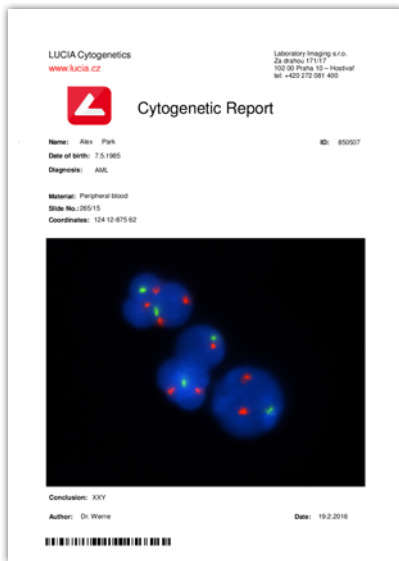 LUCIA Cytogenetics
www.lucia.cz
Laboratory Imaging s.r.o.
Za drahou 171/17
102 00 Praha 10 – Hostivař
tel: +420 272 081 400
Cytogenetic Report
Name: Alex Park
ID: 850507
Date of birth: 7.5.1985
Diagnosis: AML
Material: Peripheral blood
Slide No.: 265/15
Coordinates: 124 12-875 62
Conclusion: XXY
Author: Dr. Werne
Date: 19.2.2016